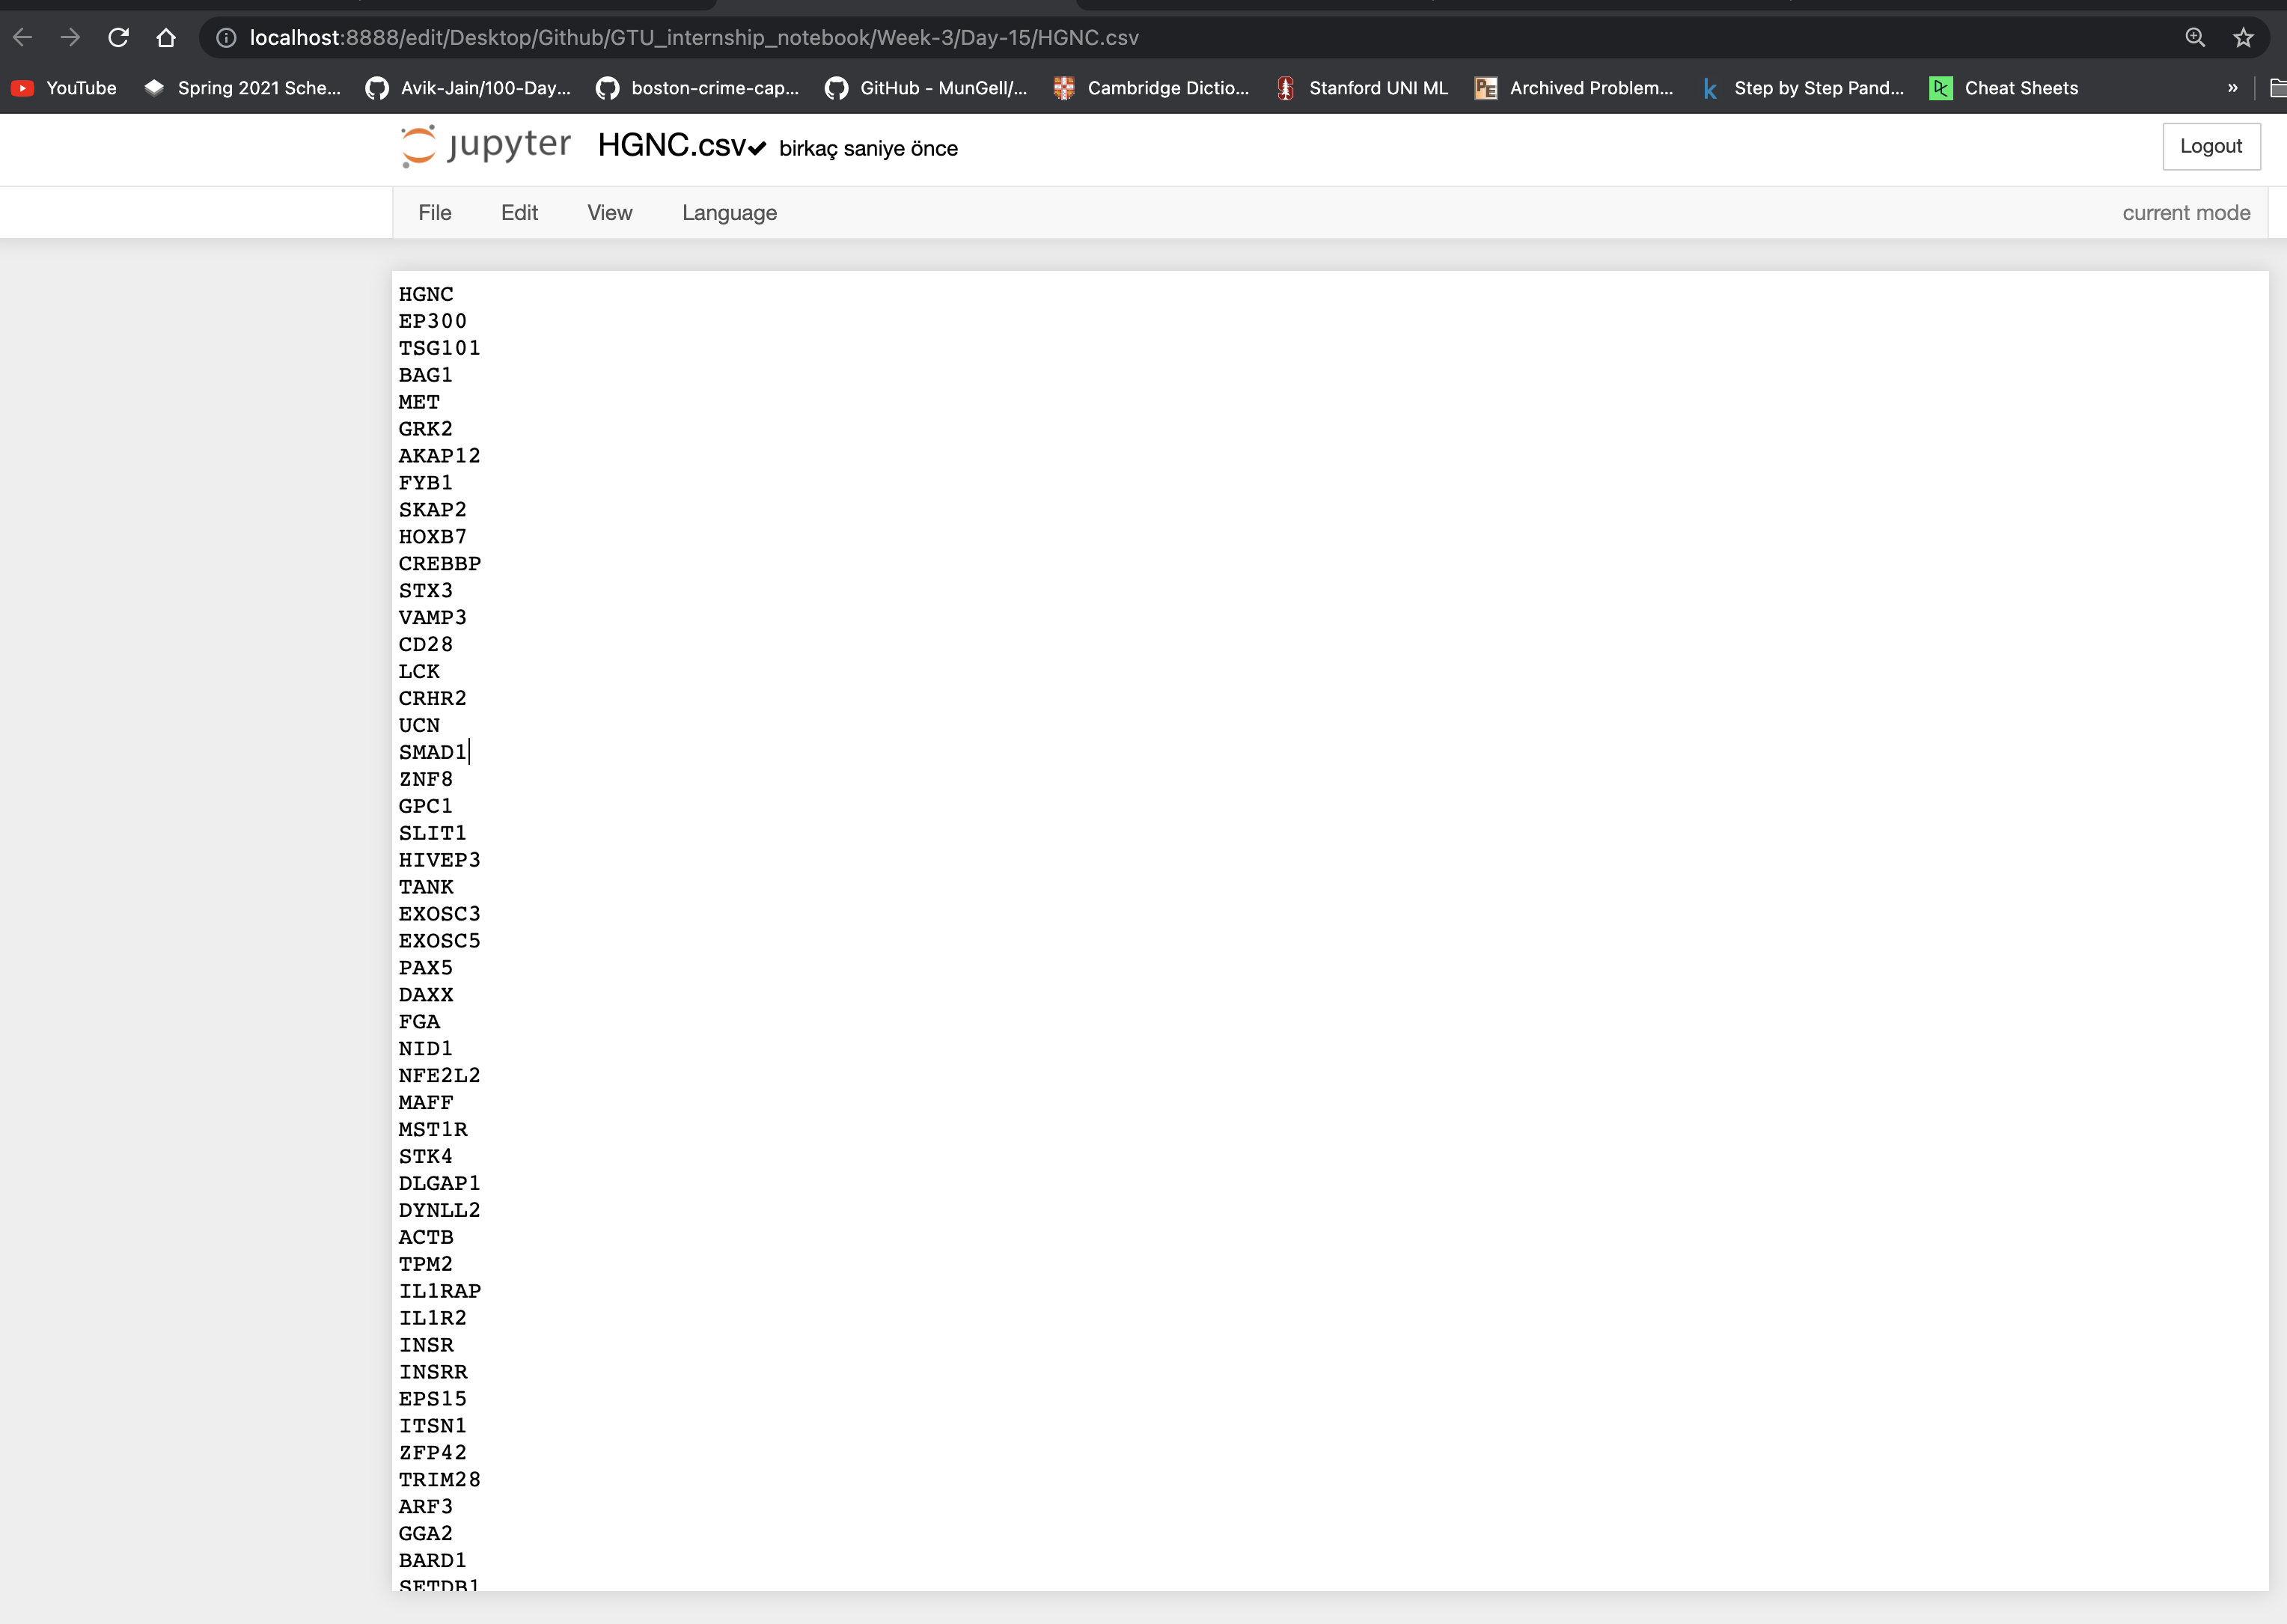 localhost:8888/edit/Desktop/Github/GTU_internship_notebook/Week-3/Day-15/HGNC.csv
YouTube Spring 2021 Sche... Avik-Jain/100-Day... boston-crime-cap... GitHub - MunGell/... Cambridge Dictio... Stanford UNI ML Archived Problem... Step by Step Pand... Cheat Sheets »
jupyter HGNC.csv birkaç saniye önce Logout
File Edit View Language current mode
HGNC
EP300
TSG101
BAG1
MET
GRK2
AKAP12
FYB1
SKAP2
HOXB7
CREBBP
STX3
VAMP3
CD28
LCK
CRHR2
UCN
SMAD1
ZNF8
GPC1
SLIT1
HIVEP3
TANK
EXOSC3
EXOSC5
PAX5
DAXX
FGA
NID1
NFE2L2
MAFF
MST1R
STK4
DLGAP1
DYNLL2
ACTB
TPM2
IL1RAP
IL1R2
INSR
INSRR
EPS15
ITSN1
ZFP42
TRIM28
ARF3
GGA2
BARD1
SETDB1